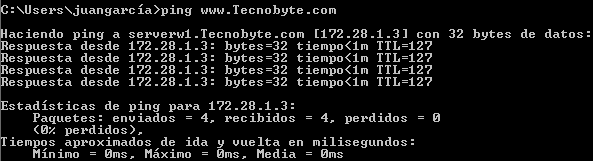 C:\Users\juangarcía>ping www.Tecnobyte.com
Haciendo ping a serverw1.Tecnobyte.com [172.28.1.3] con 32 bytes de datos:
Respuesta desde 172.28.1.3: bytes=32 tiempo<1m TTL=127
Respuesta desde 172.28.1.3: bytes=32 tiempo<1m TTL=127
Respuesta desde 172.28.1.3: bytes=32 tiempo<1m TTL=127
Respuesta desde 172.28.1.3: bytes=32 tiempo<1m TTL=127
Estadísticas de ping para 172.28.1.3:
Paquetes: enviados = 4, recibidos = 4, perdidos = 0
(0% perdidos),
Tiempos aproximados de ida y vuelta en milisegundos:
Mínimo = 0ms, Máximo = 0ms, Media = 0ms